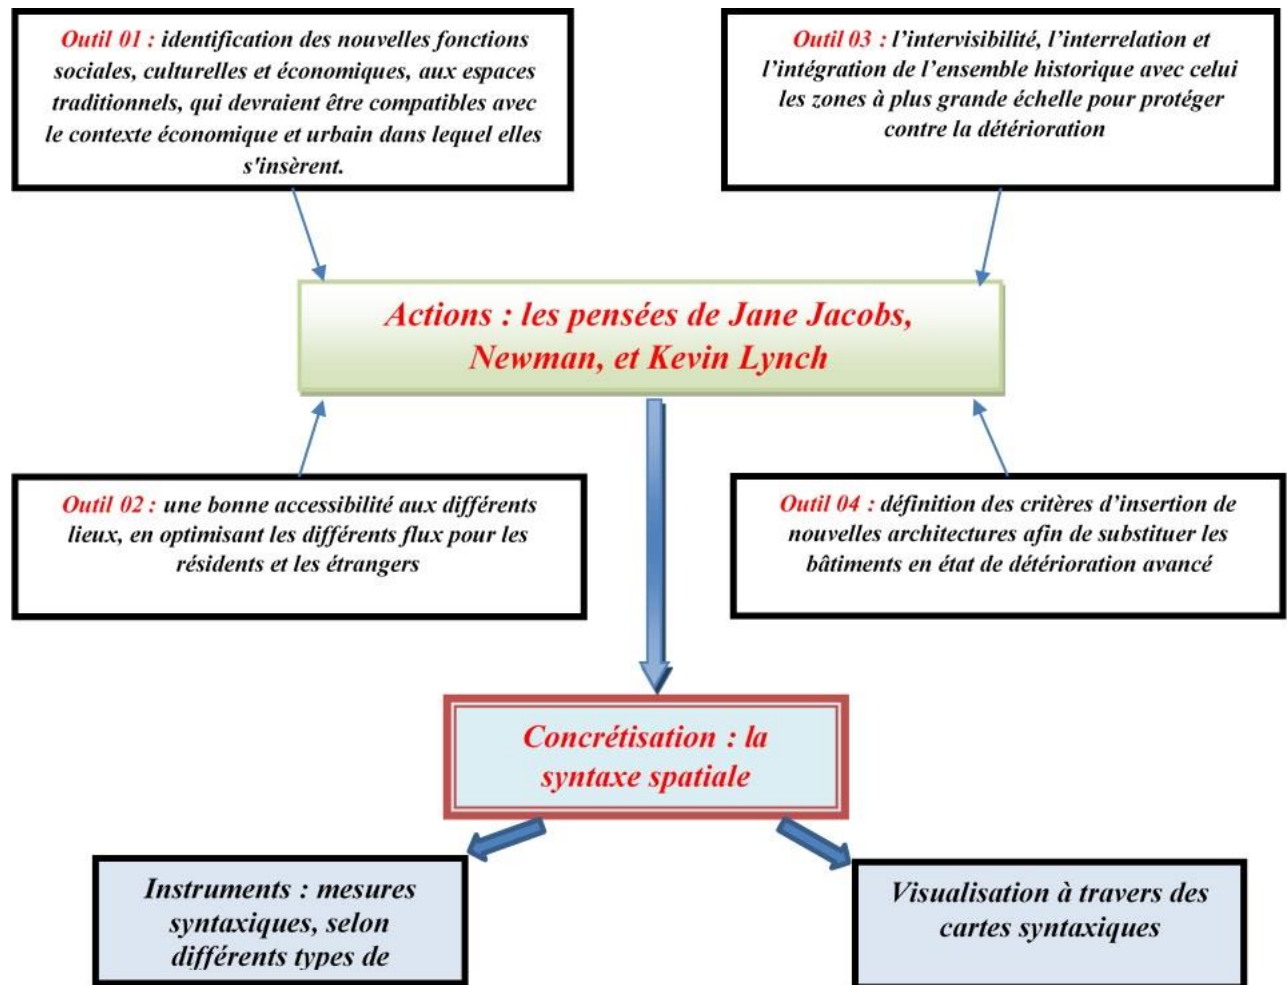 Outil 01 : identification des nouvelles fonctions
sociales, culturelles et économiques, aux espaces
traditionnels, qui devraient être compatibles avec
le contexte économique et urbain dans lequel elles
s'insèrent.
Outil 03 : l’intervisibilité, l’interrelation et
l’intégration de l’ensemble historique avec celui
les zones à plus grande échelle pour protéger
contre la détérioration
Actions : les pensées de Jane Jacobs,
Newman, et Kevin Lynch
Outil 02 : une bonne accessibilité aux différents
lieux, en optimisant les différents flux pour les
résidents et les étrangers
Outil 04 : définition des critères d’insertion de
nouvelles architectures afin de substituer les
bâtiments en état de détérioration avancé
Concrétisation : la
syntaxe spatiale
Instruments : mesures
syntaxiques, selon
différents types de
Visualisation à travers des
cartes syntaxiques